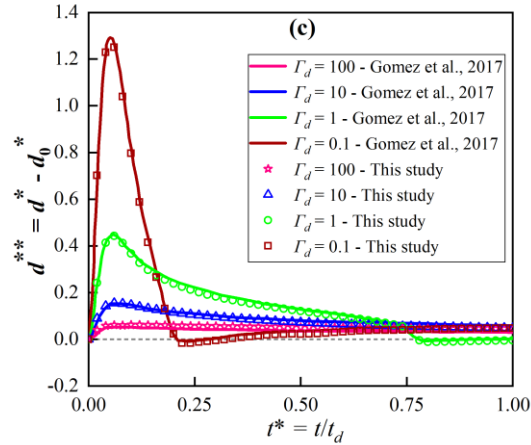 (c)
1.4
1.2
1.0
0.8
0.6
0.4
0.2
0.0
-0.2
d** = d* - d0*
Γd = 100 - Gomez et al., 2017
Γd = 10 - Gomez et al., 2017
Γd = 1 - Gomez et al., 2017
Γd = 0.1 - Gomez et al., 2017
Γd = 100 - This study
Γd = 10 - This study
Γd = 1 - This study
Γd = 0.1 - This study
0.00 0.25 0.50 0.75 1.00
t* = t/td